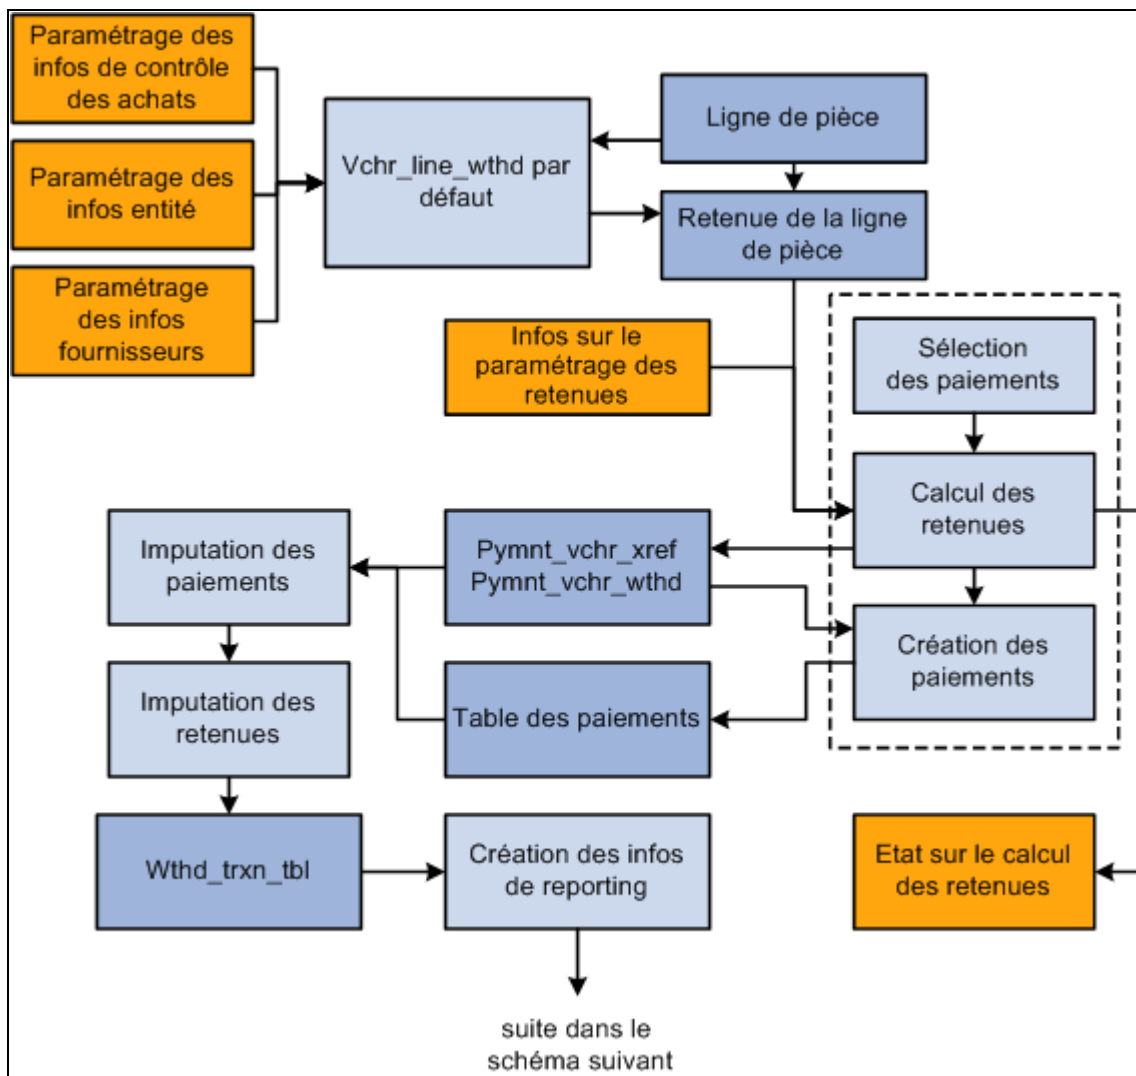 Paramétrage des
infos de contrôle
des achats
Paramétrage des
infos entité
Paramétrage
des infos
fournisseurs
Vchr_line_wthd par
défaut
Ligne de pièce
Retenue de la ligne
de pièce
Infos sur le
paramétrage des
retenues
Sélection
des paiements
Calcul des
retenues
Création des
paiements
Pymnt_vchr_xref
Pymnt_vchr_wthd
Table des paiements
Imputation des
paiements
Imputation des
retenues
Wthd_trxn_tbl
Création des infos
de reporting
Etat sur le calcul
des retenues
suite dans le
schéma suivant